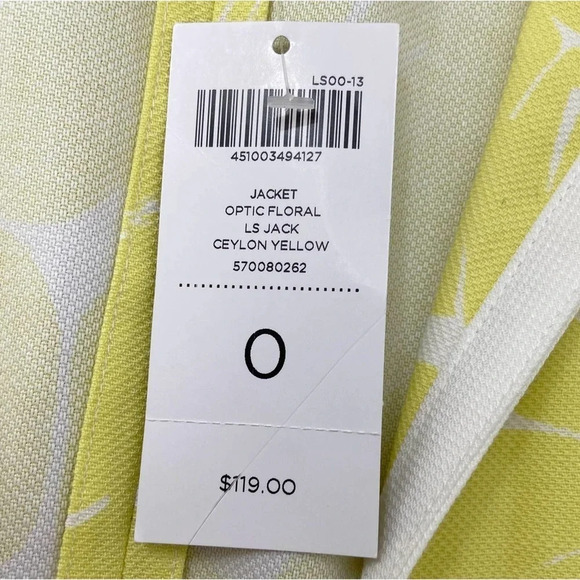 LS00-13
451003494127
JACKET
OPTIC FLORAL
LS JACK
CEYLON YELLOW
570080262
0
$119.00